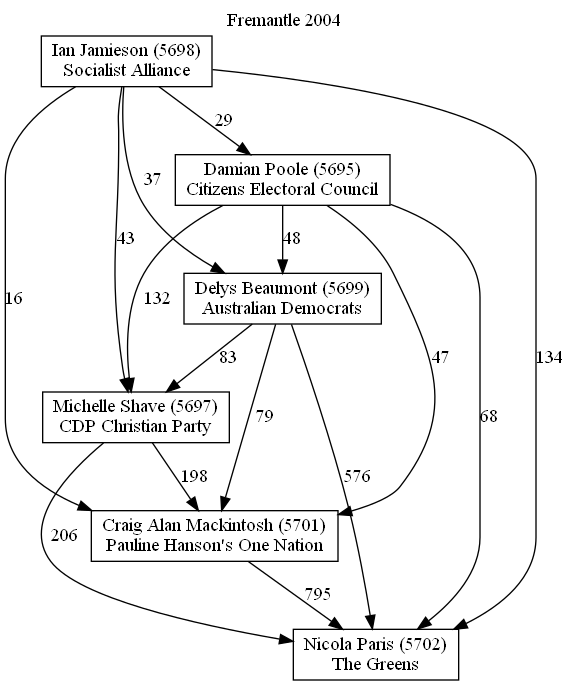 Fremantle 2004
Ian Jamieson (5698)
Socialist Alliance
29
Damian Poole (5695)
Citizens Electoral Council
37
43
48
Delys Beaumont (5699)
Australian Democrats
16
132
83
47
134
Michelle Shave (5697)
CDP Christian Party
79
68
198
576
Craig Alan Mackintosh (5701)
Pauline Hanson's One Nation
206
795
Nicola Paris (5702)
The Greens